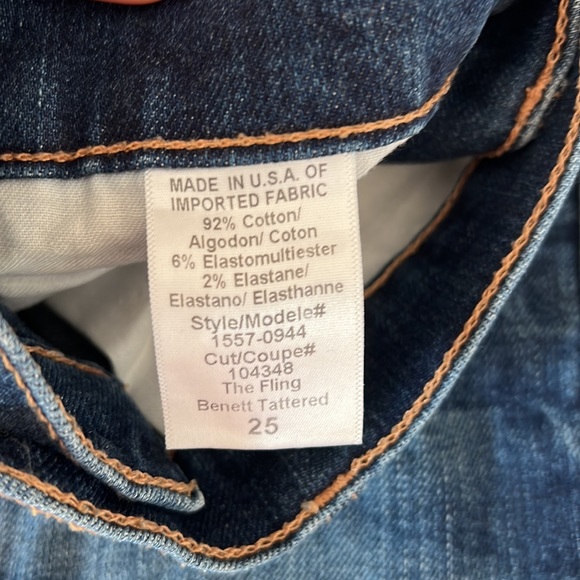 MADE IN U.S.A. OF
IMPORTED FABRIC
92% Cotton/
Algodon/ Coton
6% Elastomultiester
2% Elastane/
Elastano/ Elasthanne
Style/Modele#
1557-0944
Cut/Coupe#
104348
The Fling
Benett Tattered
25